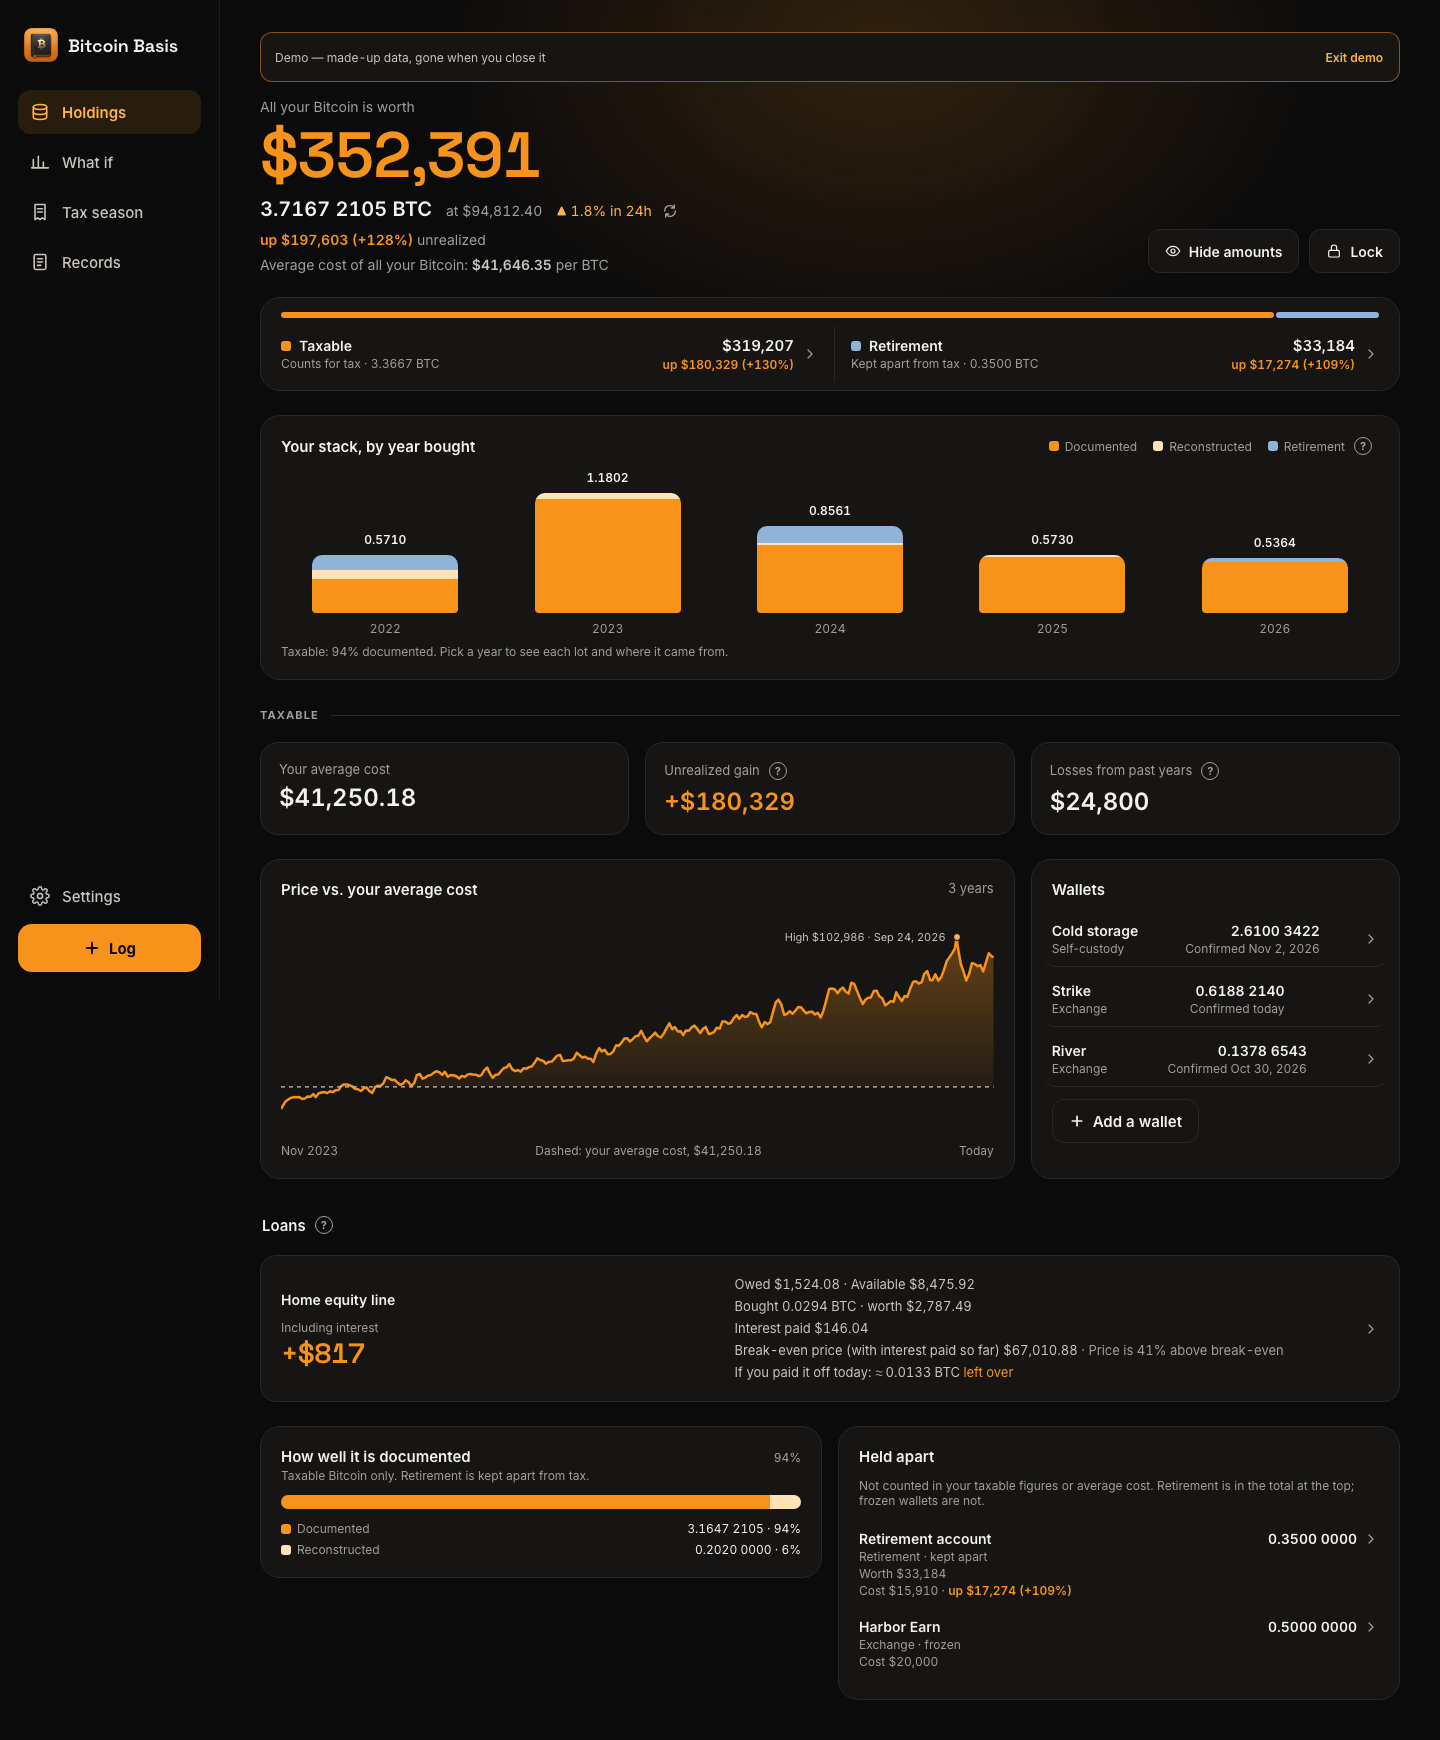 Bitcoin Basis
Holdings
What if
Tax season
Records
Settings
+ Log
Demo — made-up data, gone when you close it
Exit demo
All your Bitcoin is worth
$352,391
3.7167 2105 BTC at $94,812.40 ▲ 1.8% in 24h
up $197,603 (+128%) unrealized
Average cost of all your Bitcoin: $41,646.35 per BTC
Hide amounts
Lock
Taxable $319,207
Counts for tax · 3.3667 BTC up $180,329 (+130%)
Retirement $33,184
Kept apart from tax · 0.3500 BTC up $17,274 (+109%)
Your stack, by year bought
Documented Reconstructed Retirement ?
0.5710
1.1802
0.8561
0.5730
0.5364
2022 2023 2024 2025 2026
Taxable: 94% documented. Pick a year to see each lot and where it came from.
TAXABLE
Your average cost
$41,250.18
Unrealized gain ?
+$180,329
Losses from past years ?
$24,800
Price vs. your average cost 3 years
High $102,986 · Sep 24, 2026
Nov 2023 Dashed: your average cost, $41,250.18 Today
Wallets
Cold storage 2.6100 3422
Self-custody Confirmed Nov 2, 2026
Strike 0.6188 2140
Exchange Confirmed today
River 0.1378 6543
Exchange Confirmed Oct 30, 2026
+ Add a wallet
Loans ?
Home equity line
Including interest
+$817
Owed $1,524.08 · Available $8,475.92
Bought 0.0294 BTC · worth $2,787.49
Interest paid $146.04
Break-even price (with interest paid so far) $67,010.88 · Price is 41% above break-even
If you paid it off today: ≈ 0.0133 BTC left over
How well it is documented 94%
Taxable Bitcoin only. Retirement is kept apart from tax.
Documented 3.1647 2105 · 94%
Reconstructed 0.2020 0000 · 6%
Held apart
Not counted in your taxable figures or average cost. Retirement is in the total at the top;
frozen wallets are not.
Retirement account 0.3500 0000
Retirement · kept apart
Worth $33,184
Cost $15,910 · up $17,274 (+109%)
Harbor Earn 0.5000 0000
Exchange · frozen
Cost $20,000